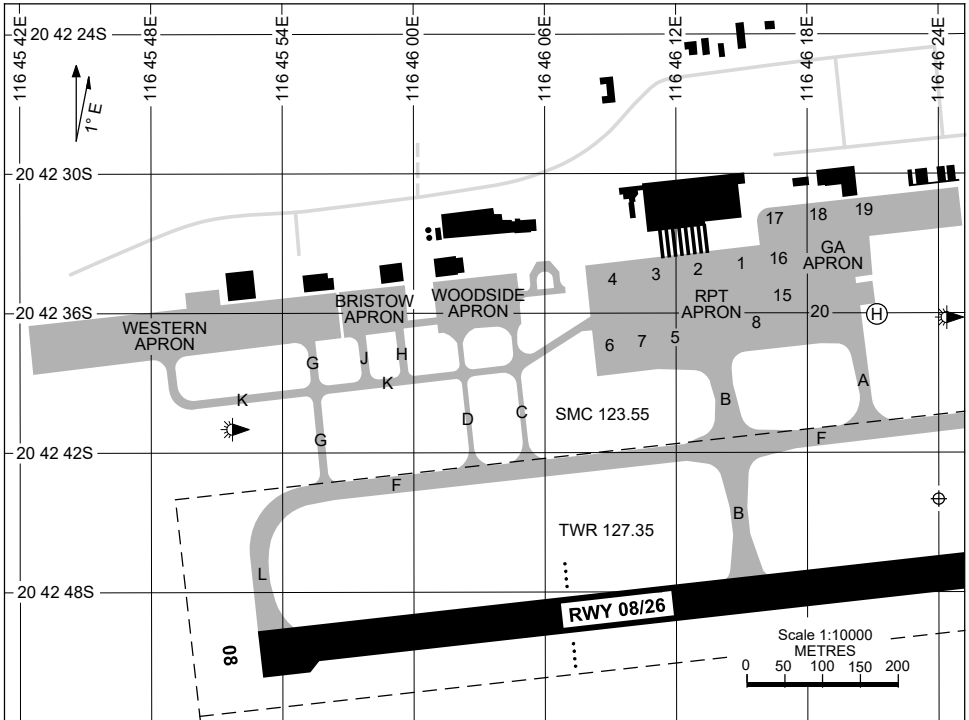 116 45 42E
20 42 24S
116 45 48E
116 45 54E
116 46 00E
116 46 06E
116 46 12E
116 46 18E
116 46 24E
1° E
20 42 30S
17
18
19
GA
APRON
16
1
2
3
4
RPT
APRON
15
20
H
8
5
7
6
20 42 36S
WESTERN
APRON
BRISTOW
APRON
WOODSIDE
APRON
G
J
H
K
K
A
B
D
C
SMC 123.55
G
F
20 42 42S
F
B
TWR 127.35
L
20 42 48S
RWY 08/26
08
Scale 1:10000
METRES
0 50 100 150 200